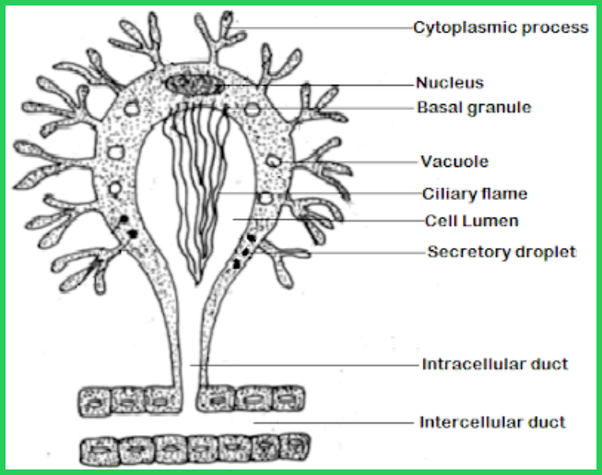 Cytoplasmic process
Nucleus
Basal granule
Vacuole
Ciliary flame
Cell Lumen
Secretory droplet
Intracellular duct
Intercellular duct